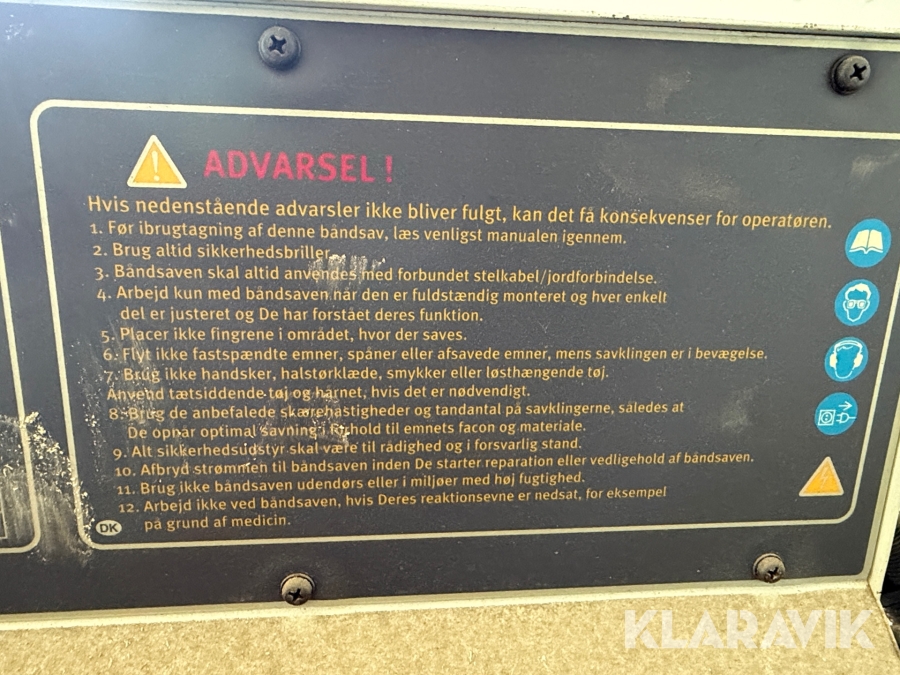 ADVARSEL !
Hvis nedenstående advarsler ikke bliver fulgt, kan det få konsekvenser for operatøren.
1. Før ibrugtagning af denne båndsav, læs venligst manualen igennem.
2. Brug altid sikkerhedsbriller
3. Båndsaven skal altid anvendes med forbundet stelkabel/jordforbindelse.
4. Arbejd kun med båndsaven når den er fuldstændig monteret og hver enkelt
del er justeret og De har forstået deres funktion.
5. Placer ikke fingrene i området, hvor der saves.
6. Flyt ikke fastspændte emner, spåner eller afsavede emner, mens savklingen er i bevægelse.
7. Brug ikke handsker, halstørklæde, smykker eller løsthængende tøj.
Anvend tætsiddende tøj og hårnet, hvis det er nødvendigt.
8. Brug de anbefalede skærehastigheder og tandantal på savklingerne, således at
De opnår optimal savning i forhold til emnets facon og materiale.
9. Alt sikkerhedsudstyr skal være til rådighed og i forsvarlig stand.
10. Afbryd strømmen til båndsaven inden De starter reparation eller vedligehold af båndsaven.
11. Brug ikke båndsaven udendørs eller i miljøer med høj fugtighed.
12. Arbejd ikke ved båndsaven, hvis Deres reaktionsevne er nedsat, for eksempel
på grund af medicin.
DK
KLARAVIK